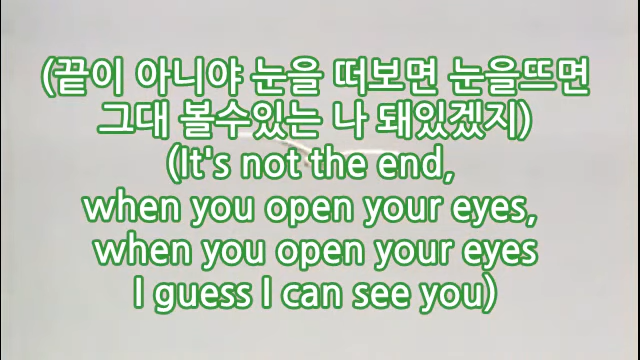 (끝이 아니야 눈을 떠보면 눈을뜨면
그대 볼수있는 나 돼있겠지)
(It's not the end,
when you open your eyes,
when you open your eyes
I guess I can see you)